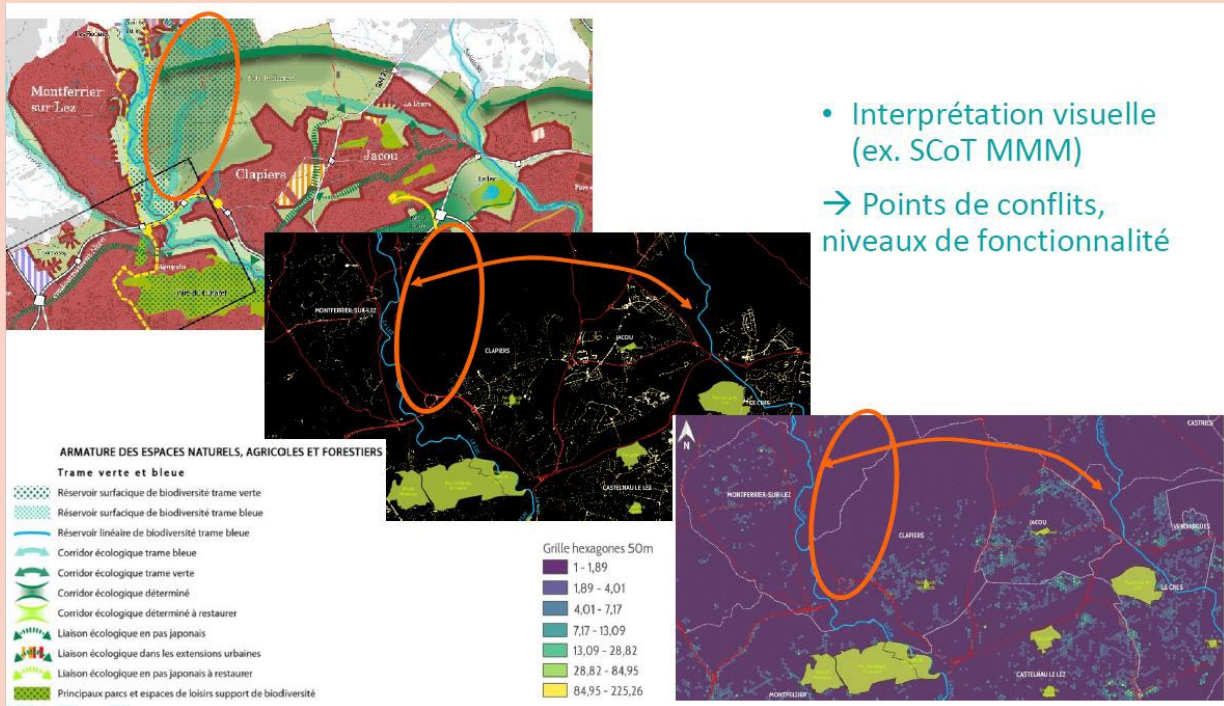 Montferrier
sur Lez
Clapiers
Jacou
• Interprétation visuelle
(ex. SCoT MMM)
→ Points de conflits,
niveaux de fonctionnalité
MONTFERRIER-SUR-LEZ
CLAPIERS
JACOU
LE CRES
CASTELNAU LE LEZ
ARMATURE DES ESPACES NATURELS, AGRICOLES ET FORESTIERS
Trame verte et bleue
Réservoir surfacique de biodiversité trame verte
Réservoir surfacique de biodiversité trame bleue
Réservoir linéaire de biodiversité trame bleue
Corridor écologique trame bleue
Corridor écologique trame verte
Corridor écologique déterminé
Corridor écologique déterminé à restaurer
Liaison écologique en pas japonais
Liaison écologique dans les extensions urbaines
Liaison écologique en pas japonais à restaurer
Principaux parcs et espaces de loisirs support de biodiversité
Grille hexagones 50m
1 - 1,89
1,89 - 4,01
4,01 - 7,17
7,17 - 13,09
13,09 - 28,82
28,82 - 84,95
84,95 - 225,26
N
CASTRIES
MONTFERRIER-SUR-LEZ
CLAPIERS
JACOU
VENDARGUES
LE CRES
CASTELNAU LE LEZ
MONTPELLIER